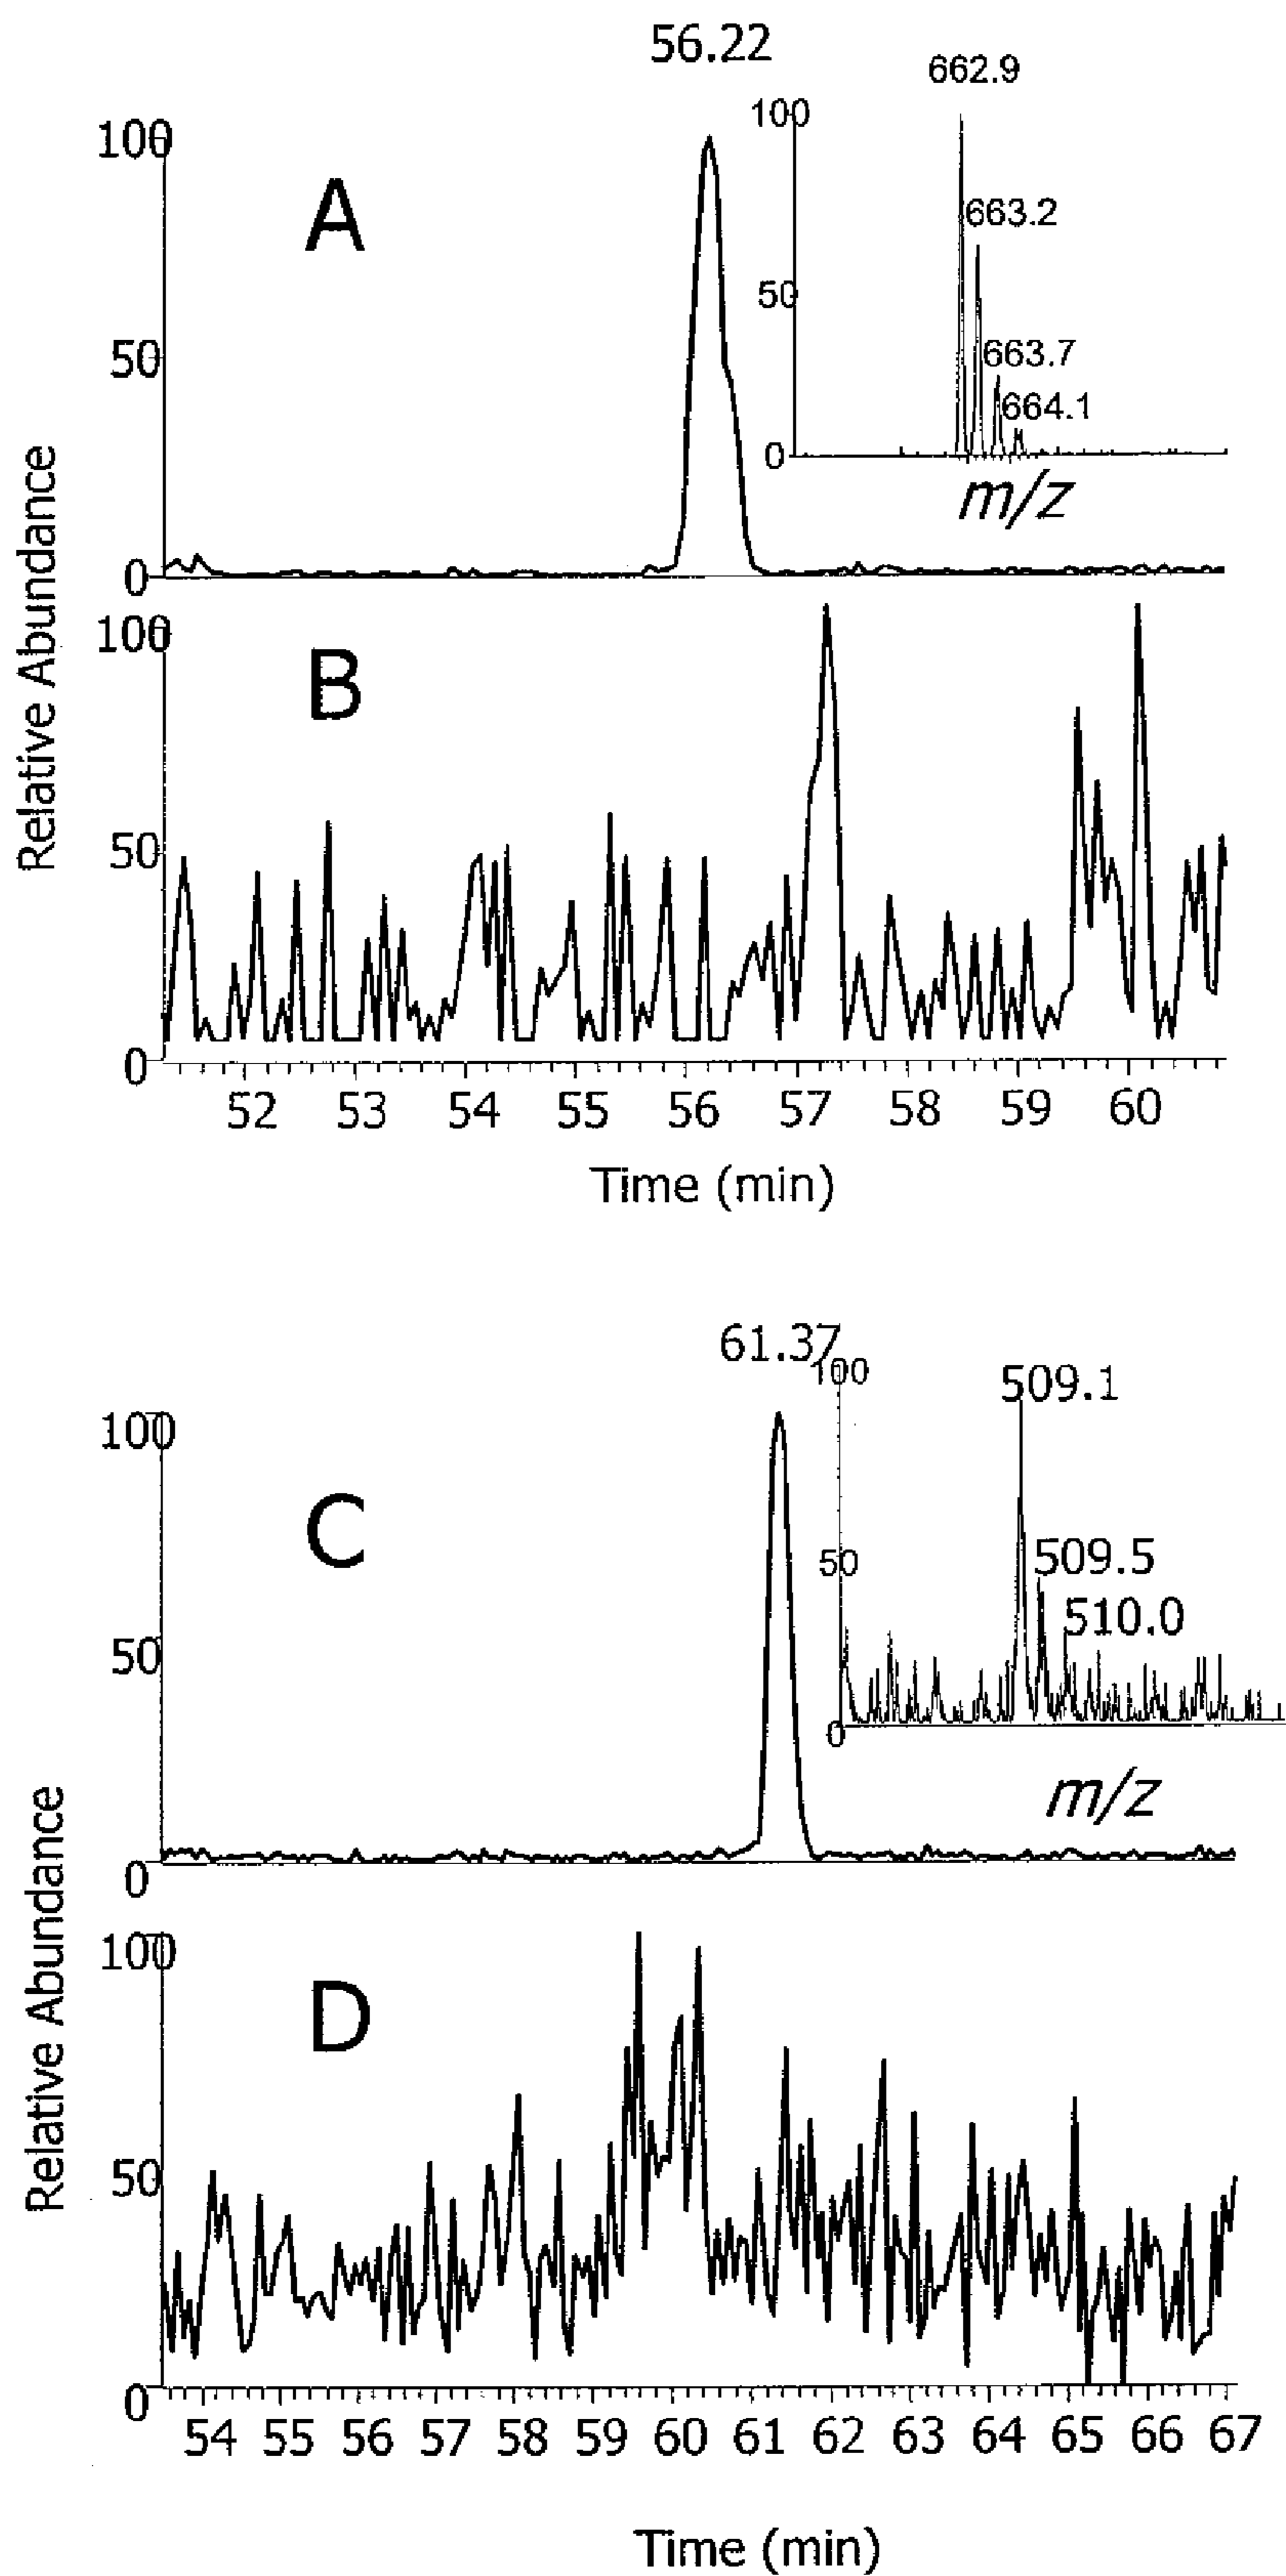 56.22
662.9
100
100
A
663.2
50
50
663.7
664.1
0
m/z
0
Relative Abundance
100
B
50
0
52 53 54 55 56 57 58 59 60
Time (min)
61.37
100
509.1
100
C
50
509.5
510.0
50
0
m/z
0
Relative Abundance
100
D
50
0
54 55 56 57 58 59 60 61 62 63 64 65 66 67
Time (min)